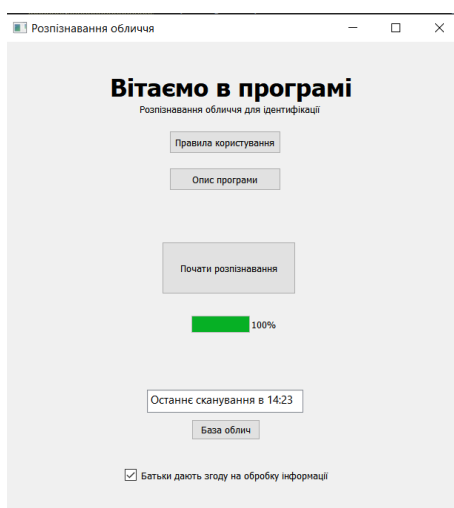 Розпізнавання обличчя
Вітаємо в програмі
Розпізнавання обличчя для ідентифікації
Правила користування
Опис програми
Почати розпізнавання
100%
Останнє сканування в 14:23
База облич
Батьки дають згоду на обробку інформації